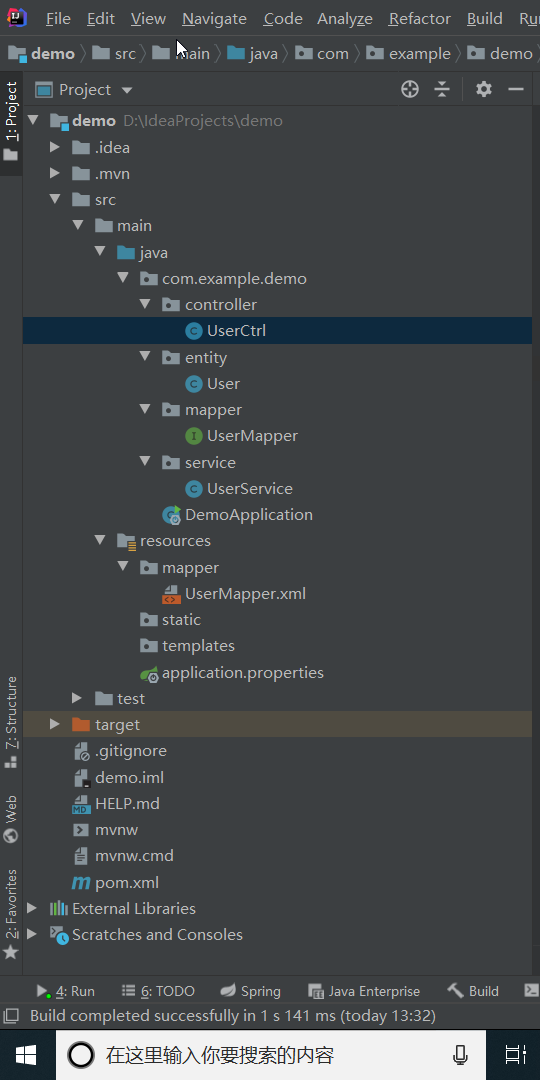 File Edit View Navigate Code Analyze Refactor Build Ru
demo src main java com example demo
Project
1: Project
demo D:\IdeaProjects\demo
.idea
.mvn
src
main
java
com.example.demo
controller
UserCtrl
entity
User
mapper
UserMapper
service
UserService
DemoApplication
resources
mapper
UserMapper.xml
static
templates
application.properties
test
target
.gitignore
demo.iml
HELP.md
mvnw
mvnw.cmd
pom.xml
External Libraries
Scratches and Consoles
Z: Structure
Web
2: Favorites
4: Run 6: TODO Spring Java Enterprise Build
Build completed successfully in 1 s 141 ms (today 13:32)
在这里输入你要搜索的内容